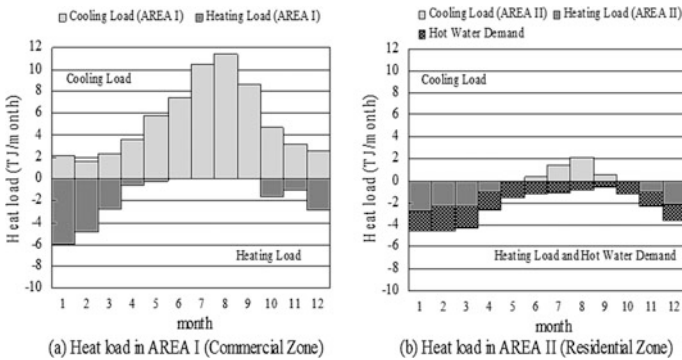 Cooling Load (AREA I) Heating Load (AREA I)
12
10
8
6
4
2
0
-2
-4
-6
-8
-10
Heat load (TJ/month)
Cooling Load
Heating Load
1 2 3 4 5 6 7 8 9 10 11 12
month
(a) Heat load in AREA I (Commercial Zone)
Cooling Load (AREA II) Heating Load (AREA II)
Hot Water Demand
12
10
8
6
4
2
0
-2
-4
-6
-8
-10
Heat load (TJ/month)
Cooling Load
Heating Load and Hot Water Demand
1 2 3 4 5 6 7 8 9 10 11 12
month
(b) Heat load in AREA II (Residential Zone)